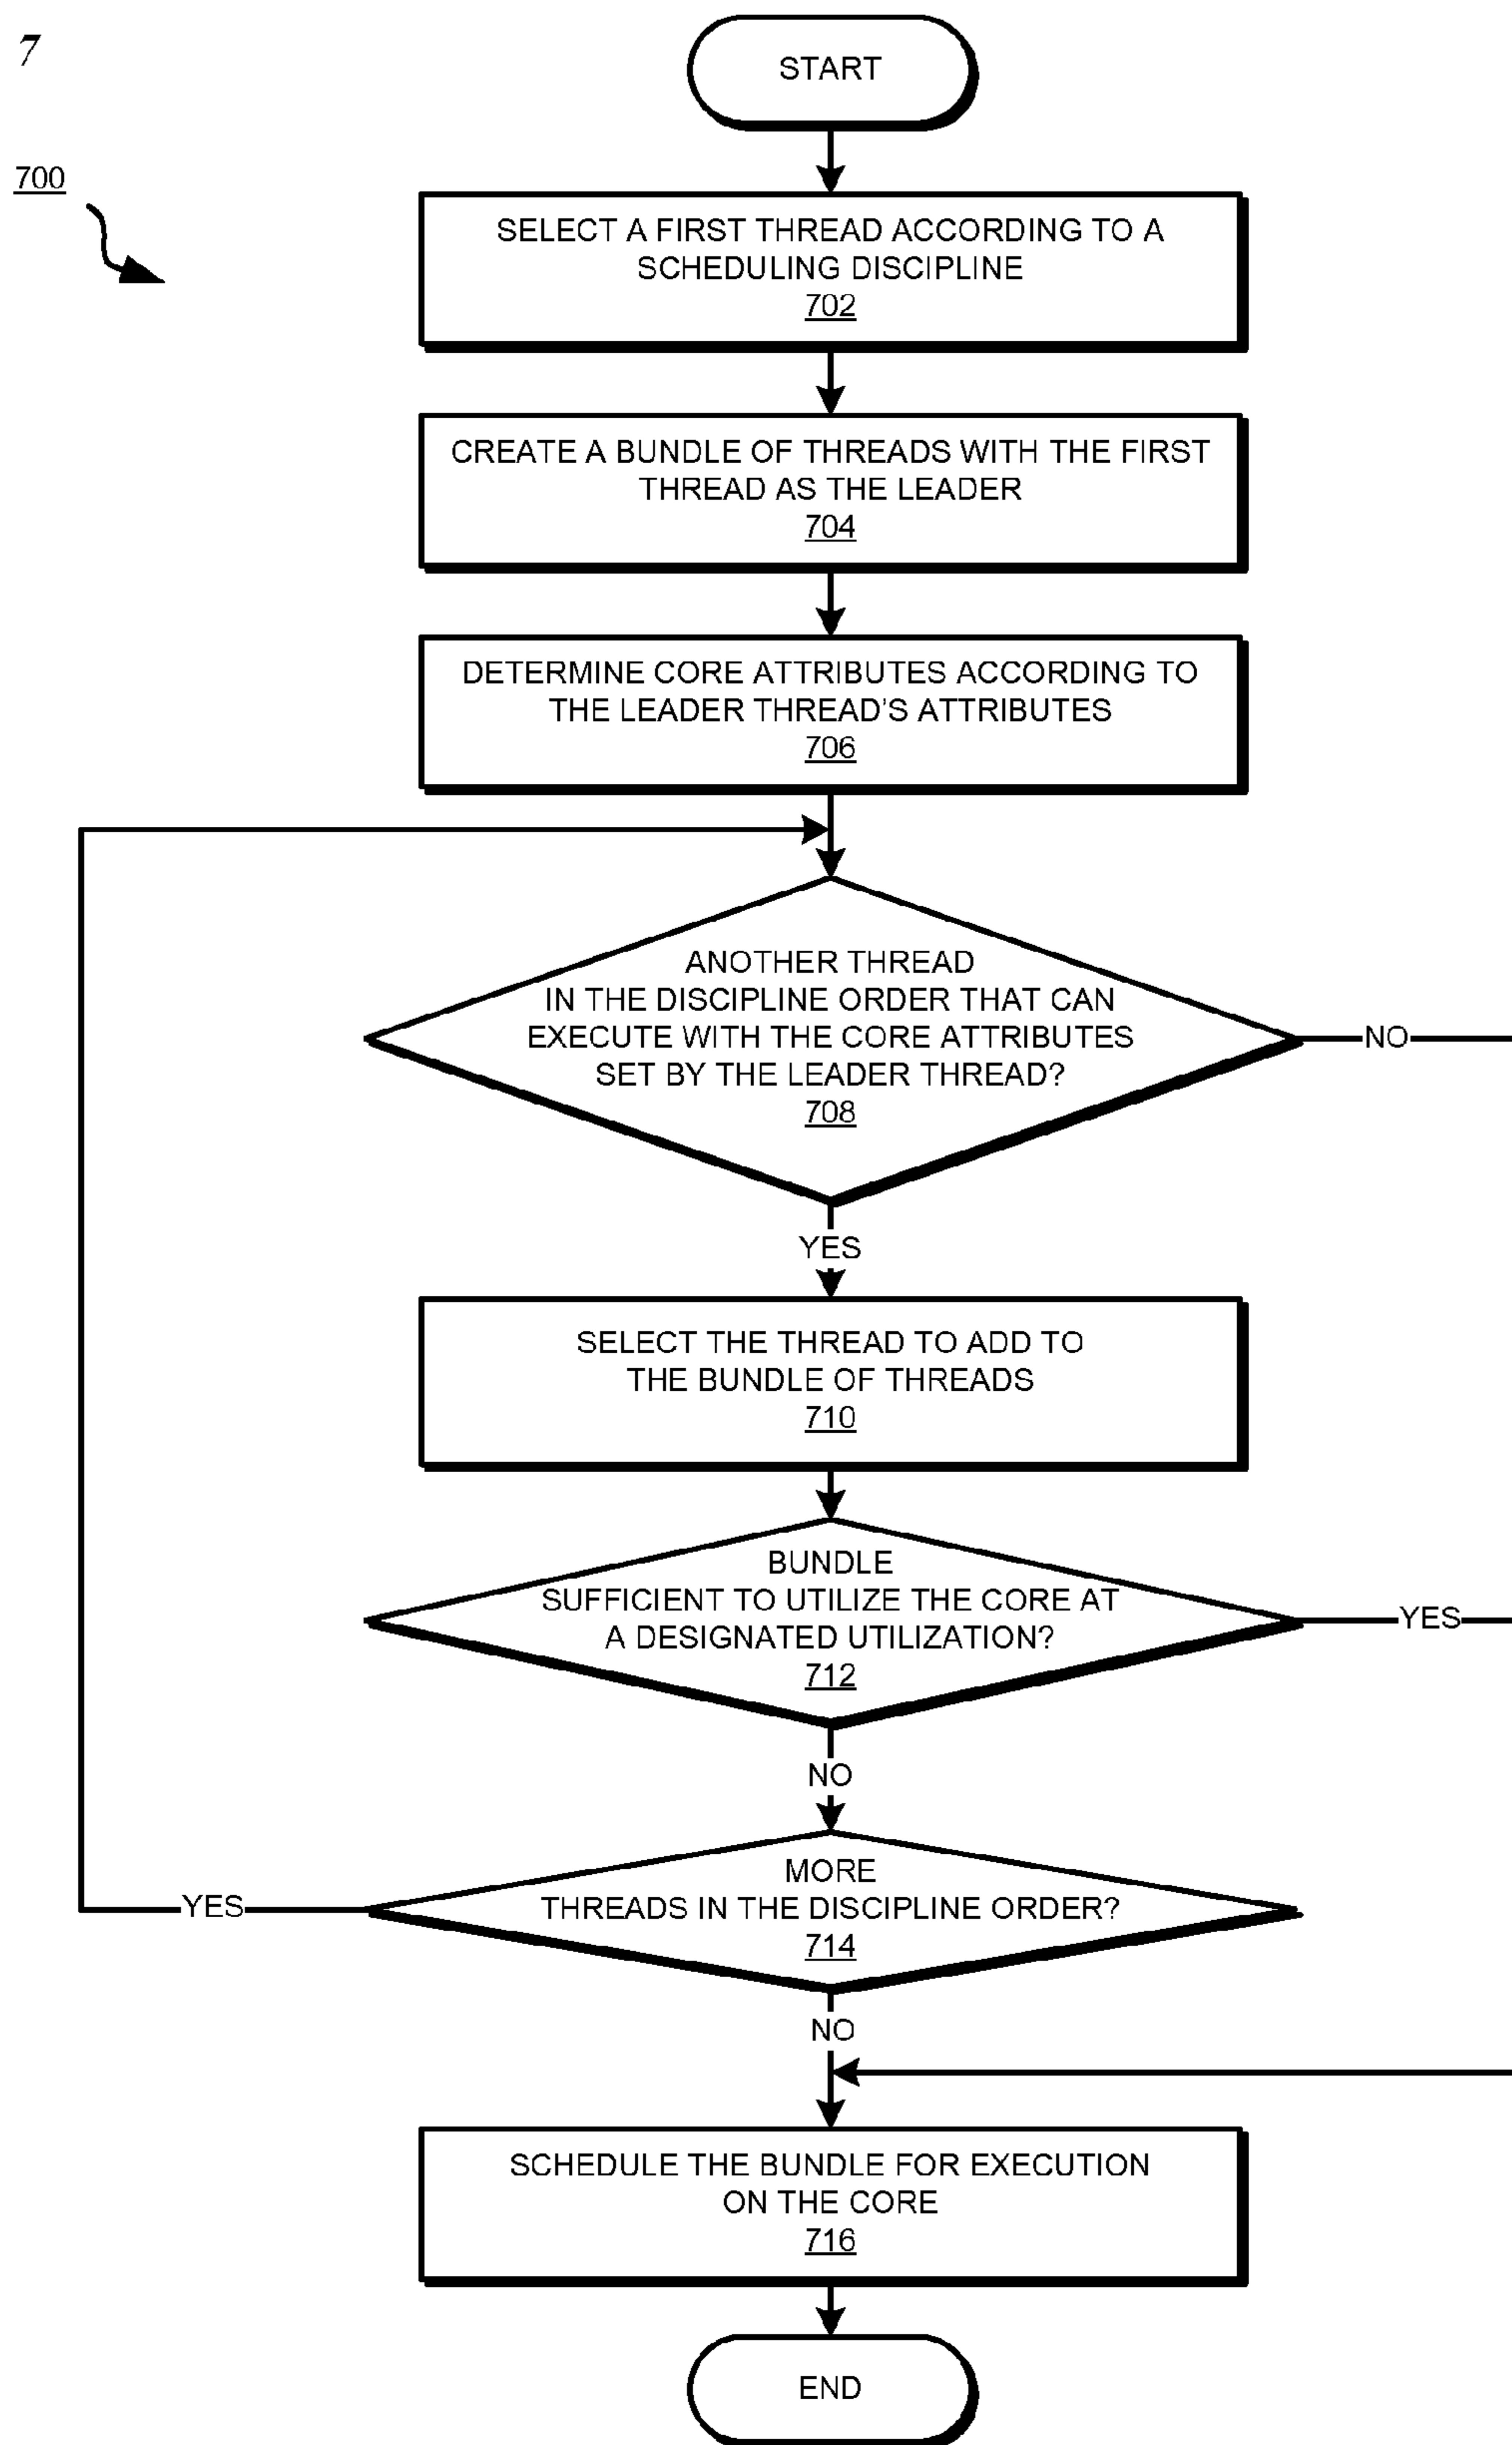 7
700
START
SELECT A FIRST THREAD ACCORDING TO A
SCHEDULING DISCIPLINE
702
CREATE A BUNDLE OF THREADS WITH THE FIRST
THREAD AS THE LEADER
704
DETERMINE CORE ATTRIBUTES ACCORDING TO
THE LEADER THREAD'S ATTRIBUTES
706
ANOTHER THREAD
IN THE DISCIPLINE ORDER THAT CAN
EXECUTE WITH THE CORE ATTRIBUTES
SET BY THE LEADER THREAD?
708
NO
YES
SELECT THE THREAD TO ADD TO
THE BUNDLE OF THREADS
710
BUNDLE
SUFFICIENT TO UTILIZE THE CORE AT
A DESIGNATED UTILIZATION?
712
YES
NO
MORE
THREADS IN THE DISCIPLINE ORDER?
714
YES
NO
SCHEDULE THE BUNDLE FOR EXECUTION
ON THE CORE
716
END